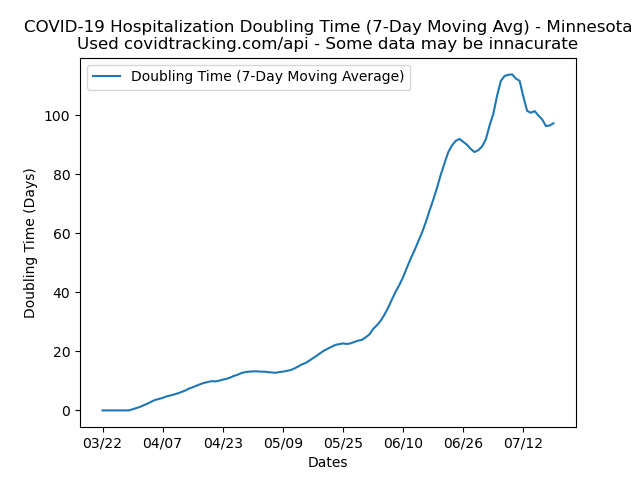 COVID-19 Hospitalization Doubling Time (7-Day Moving Avg) - Minnesota
Used covidtracking.com/api - Some data may be innacurate
Doubling Time (7-Day Moving Average)
Doubling Time (Days)
100
80
60
40
20
0
03/22 04/07 04/23 05/09 05/25 06/10 06/26 07/12
Dates